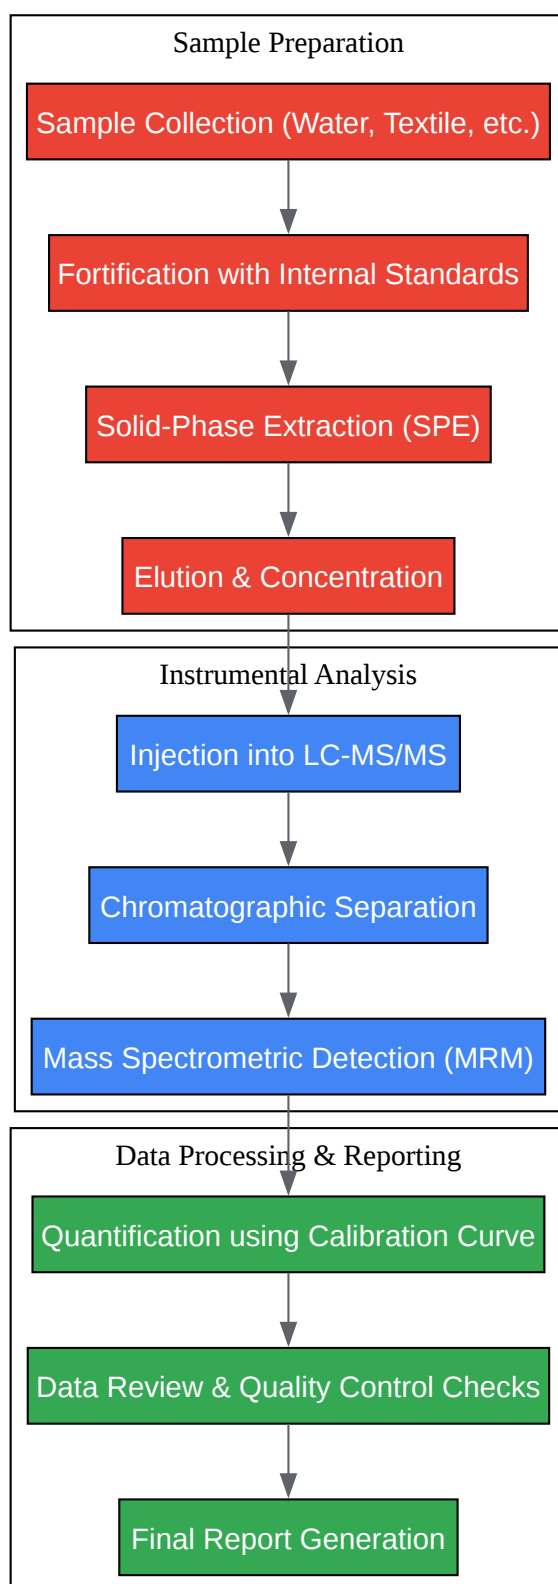 Sample Preparation
Sample Collection (Water, Textile, etc.)
Fortification with Internal Standards
Solid-Phase Extraction (SPE)
Elution & Concentration
Instrumental Analysis
Injection into LC-MS/MS
Chromatographic Separation
Mass Spectrometric Detection (MRM)
Data Processing & Reporting
Quantification using Calibration Curve
Data Review & Quality Control Checks
Final Report Generation